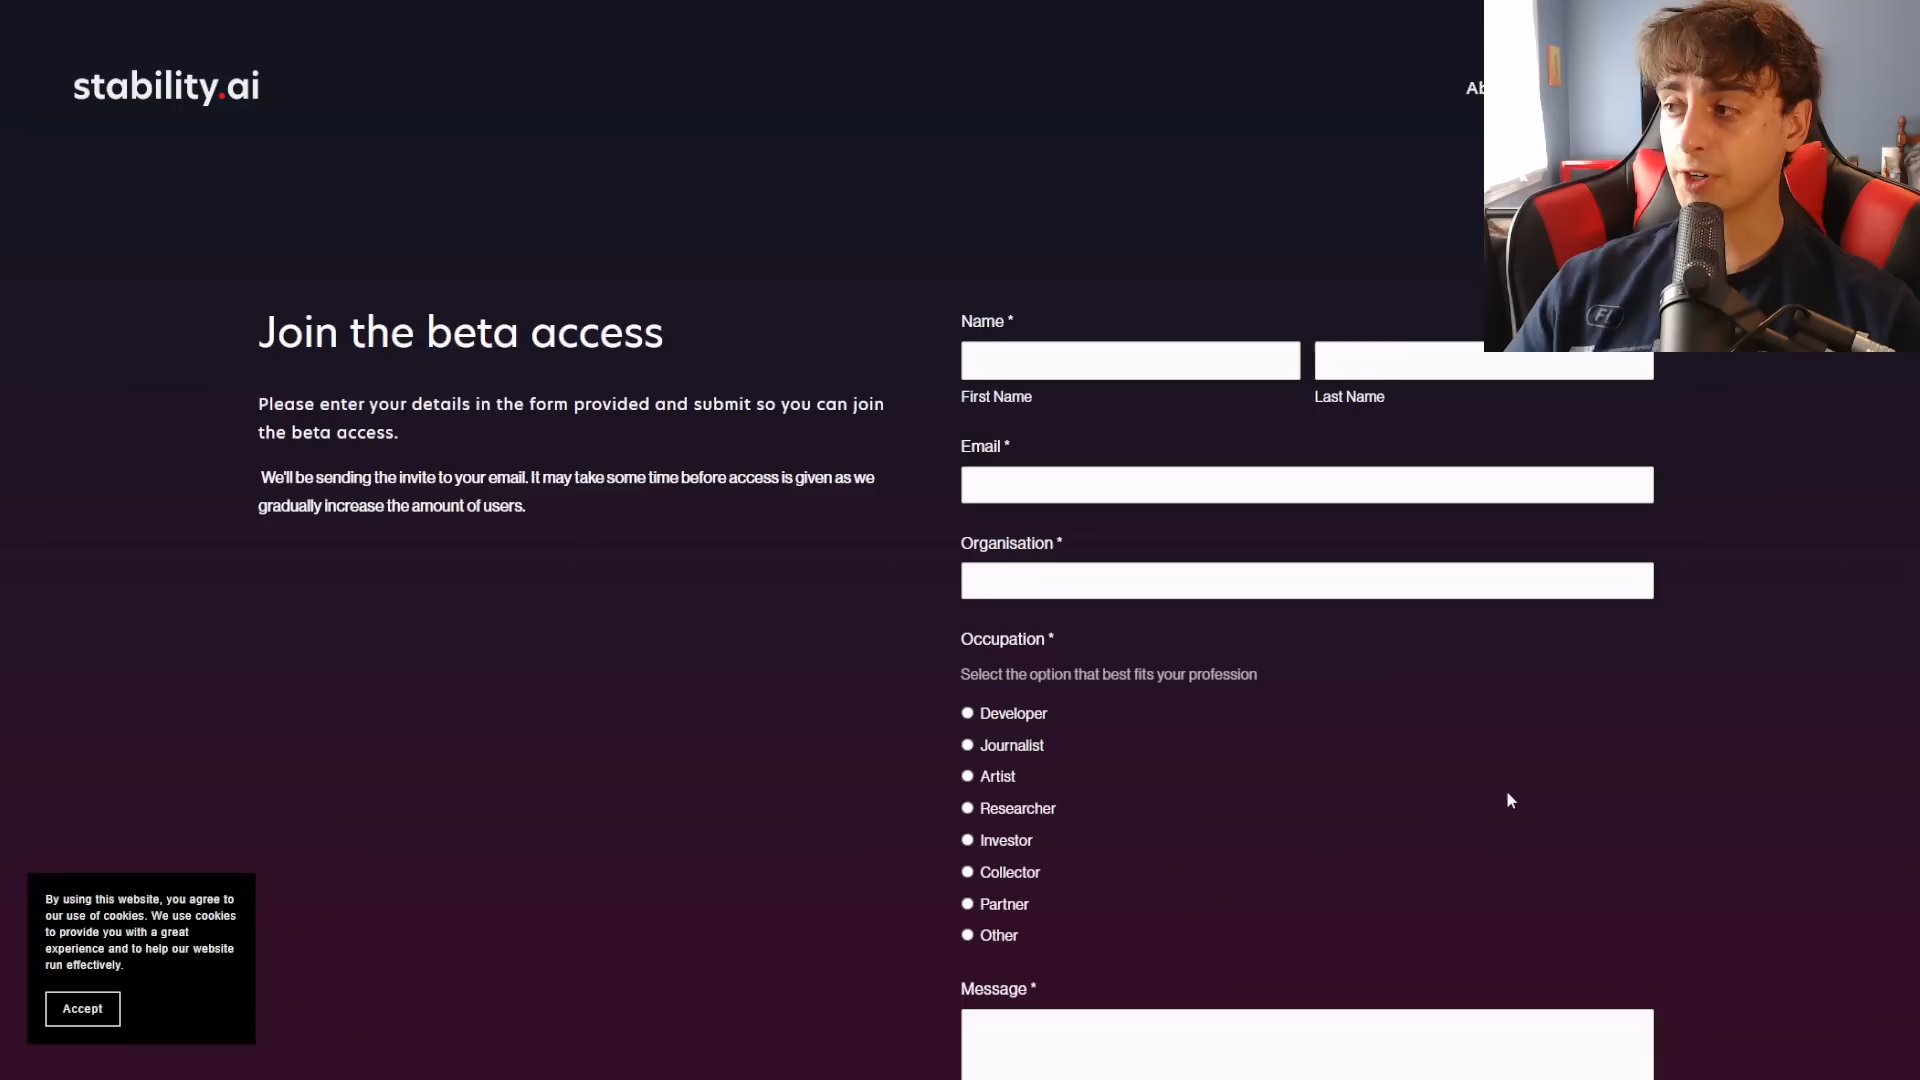 stability.ai
Ab
Join the beta access
Please enter your details in the form provided and submit so you can join
the beta access.
We'll be sending the invite to your email. It may take some time before access is given as we
gradually increase the amount of users.
Name *
First Name
Last Name
Email *
Organisation *
Occupation *
Select the option that best fits your profession
Developer
Journalist
Artist
Researcher
Investor
Collector
Partner
Other
Message *
By using this website, you agree to
our use of cookies. We use cookies
to provide you with a great
experience and to help our website
run effectively.
Accept